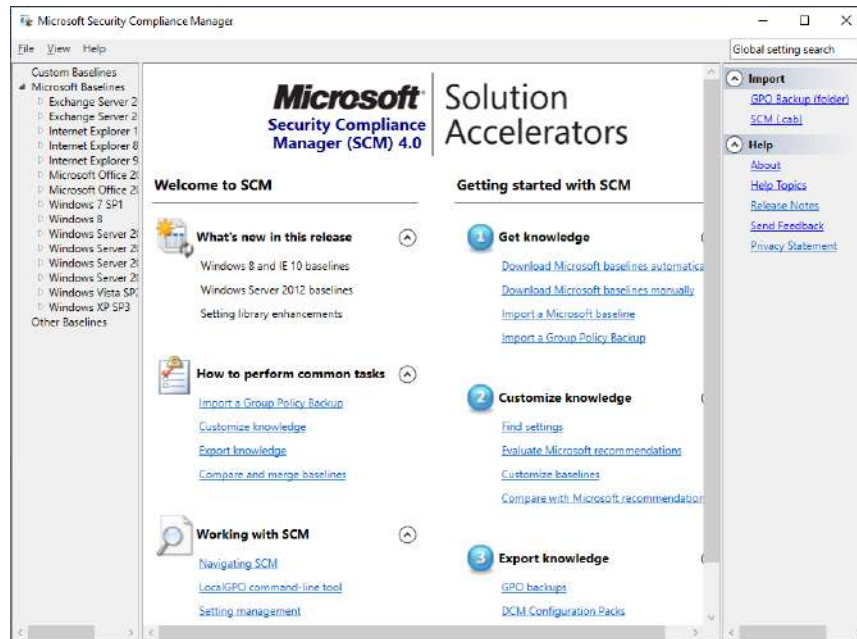 Microsoft Security Compliance Manager
File View Help
Global setting search
Custom Baselines
Microsoft Baselines
Exchange Server 2
Exchange Server 2
Internet Explorer 1
Internet Explorer 8
Internet Explorer 9
Microsoft Office 20
Microsoft Office 20
Windows 7 SP1
Windows 8
Windows Server 20
Windows Server 20
Windows Server 20
Windows Server 20
Windows Vista SP2
Windows XP SP3
Other Baselines
Microsoft
Security Compliance
Manager (SCM) 4.0
Solution
Accelerators
Welcome to SCM
What's new in this release
Windows 8 and IE 10 baselines
Windows Server 2012 baselines
Setting library enhancements
How to perform common tasks
Import a Group Policy Backup
Customize knowledge
Export knowledge
Compare and merge baselines
Working with SCM
Navigating SCM
LocalGPO command-line tool
Setting management
Getting started with SCM
1 Get knowledge
Download Microsoft baselines automatica
Download Microsoft baselines manually
Import a Microsoft baseline
Import a Group Policy Backup
2 Customize knowledge
Find settings
Evaluate Microsoft recommendations
Customize baselines
Compare with Microsoft recommendation
3 Export knowledge
GPO backups
DCM Configuration Packs
Import
GPO Backup (folder)
SCM (.cab)
Help
About
Help Topics
Release Notes
Send Feedback
Privacy Statement